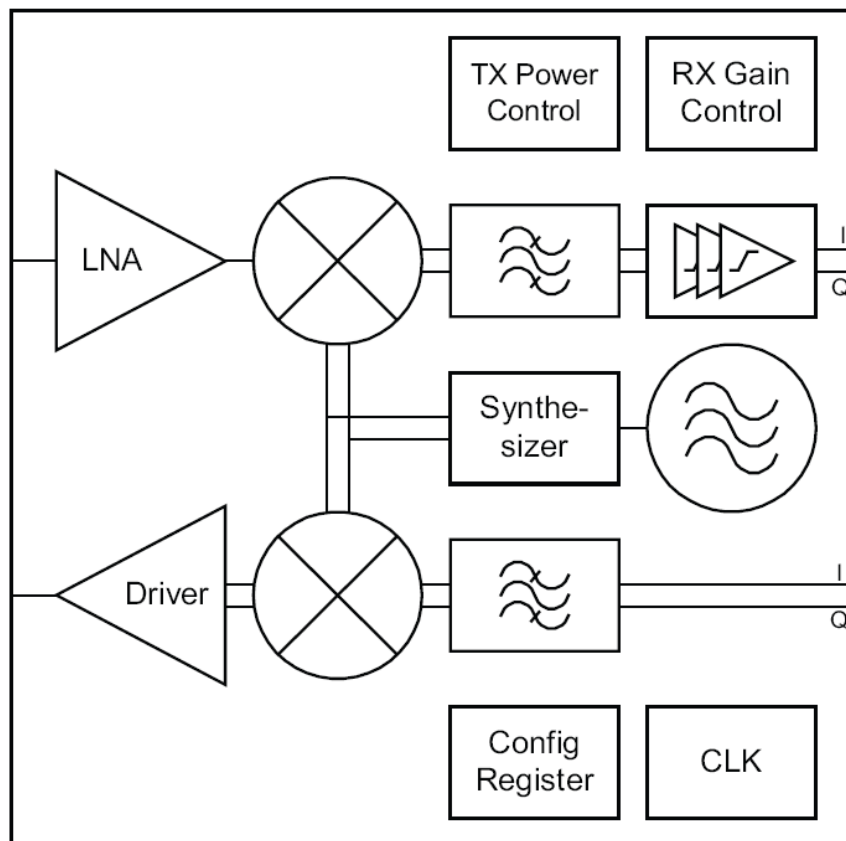 TX Power
Control
RX Gain
Control
LNA
I
Q
Synthe-
sizer
Driver
I
Q
Config
Register
CLK